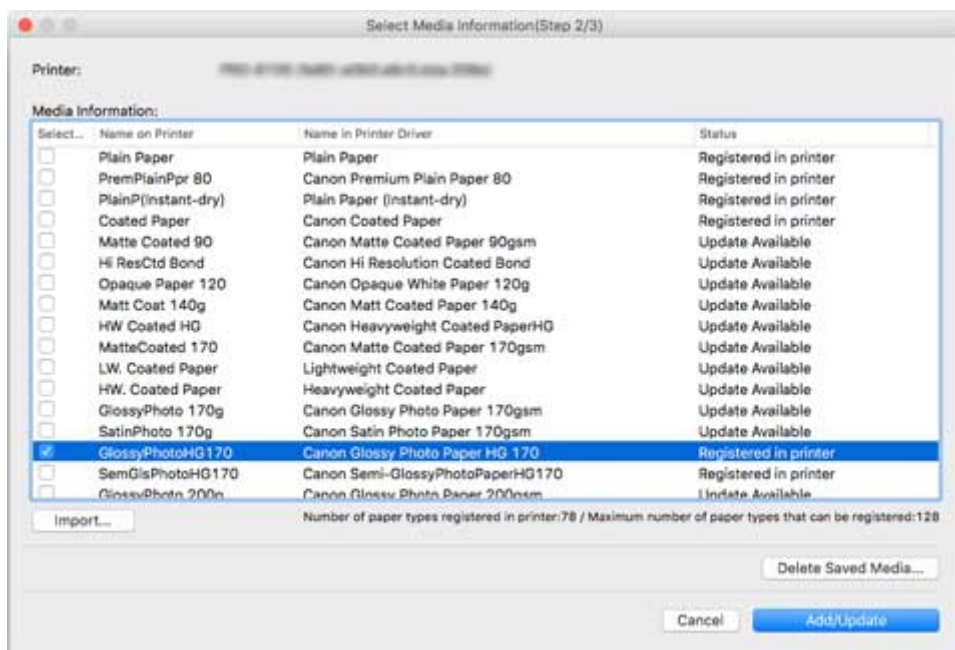 Select Media Information(Step 2/3)
Printer:
Media Information:
Select... Name on Printer Name in Printer Driver Status
Plain Paper Plain Paper Registered in printer
PremPlainPpr 80 Canon Premium Plain Paper 80 Registered in printer
PlainP(Instant-dry) Plain Paper (Instant-dry) Registered in printer
Coated Paper Canon Coated Paper Registered in printer
Matte Coated 90 Canon Matte Coated Paper 90gsm Update Available
Hi ResCtd Bond Canon Hi Resolution Coated Bond Update Available
Opaque Paper 120 Canon Opaque White Paper 120g Update Available
Matt Coat 140g Canon Matt Coated Paper 140g Update Available
HW Coated HG Canon Heavyweight Coated PaperHG Update Available
MatteCoated 170 Canon Matte Coated Paper 170gsm Update Available
LW. Coated Paper Lightweight Coated Paper Update Available
HW. Coated Paper Heavyweight Coated Paper Update Available
GlossyPhoto 170g Canon Glossy Photo Paper 170gsm Update Available
SatinPhoto 170g Canon Satin Photo Paper 170gsm Update Available
GlossyPhotoHG170 Canon Glossy Photo Paper HG 170 Registered in printer
SemGlsPhotoHG170 Canon Semi-GlossyPhotoPaperHG170 Registered in printer
GlossyPhoto 200g Canon Glossy Photo Paper 200gsm Update Available
Import... Number of paper types registered in printer:78 / Maximum number of paper types that can be registered:128
Delete Saved Media...
Cancel Add/Update